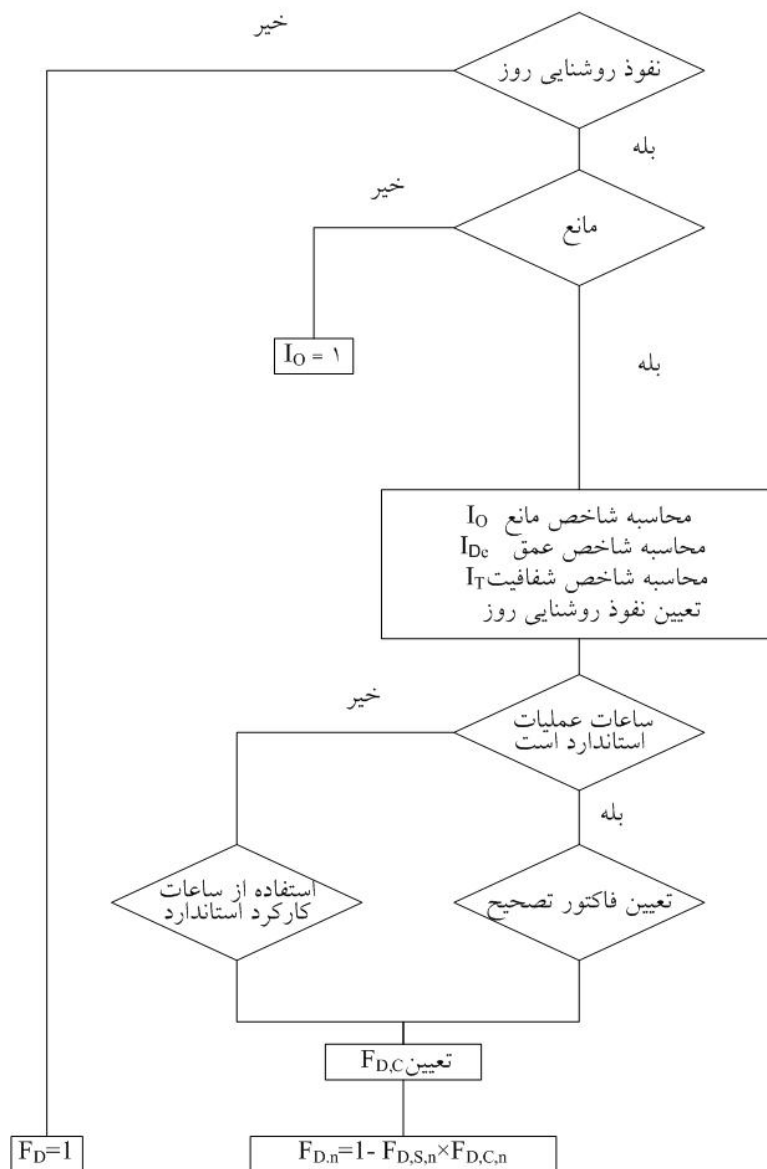 خیر
نفوذ روشنایی روز
بله
خیر
مانع
I_O = ۱
بله
محاسبه شاخص مانع I_O
محاسبه شاخص عمق I_De
محاسبه شاخص شفافیت I_T
تعیین نفوذ روشنایی روز
خیر
ساعات عملیات
استاندارد است
بله
استفاده از ساعات
کارکرد استاندارد
تعیین فاکتور تصحیح
تعیین F_D,C
F_D=1
F_D.n=1- F_D,S,n×F_D,C,n